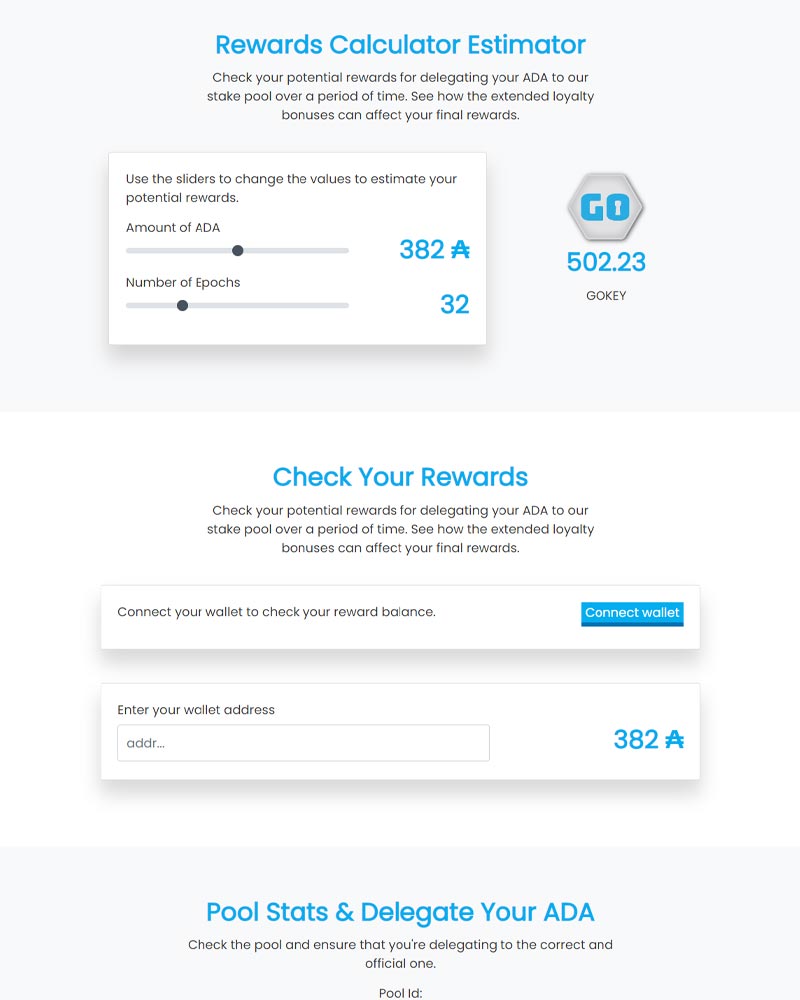 Rewards Calculator Estimator
Check your potential rewards for delegating your ADA to our
stake pool over a period of time. See how the extended loyalty
bonuses can affect your final rewards.
Use the sliders to change the values to estimate your
potential rewards.
Amount of ADA
382 ₳
Number of Epochs
32
GO
502.23
GOKEY
Check Your Rewards
Check your potential rewards for delegating your ADA to our
stake pool over a period of time. See how the extended loyalty
bonuses can affect your final rewards.
Connect your wallet to check your reward balance.
Connect wallet
Enter your wallet address
addr...
382 ₳
Pool Stats & Delegate Your ADA
Check the pool and ensure that you're delegating to the correct and
official one.
Pool Id: